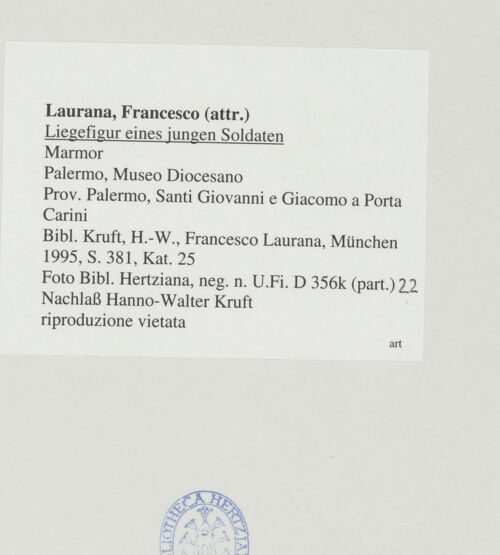 Laurana, Francesco (attr.)
Liegefigur eines jungen Soldaten
Marmor
Palermo, Museo Diocesano
Prov. Palermo, Santi Giovanni e Giacomo a Porta
Carini
Bibl. Kruft, H.-W., Francesco Laurana, München
1995, S. 381, Kat. 25
Foto Bibl. Hertziana, neg. n. U.Fi. D 356k (part.) 22
Nachlaß Hanno-Walter Kruft
riproduzione vietata
art
BIBLIOTHECA HERTZIANA